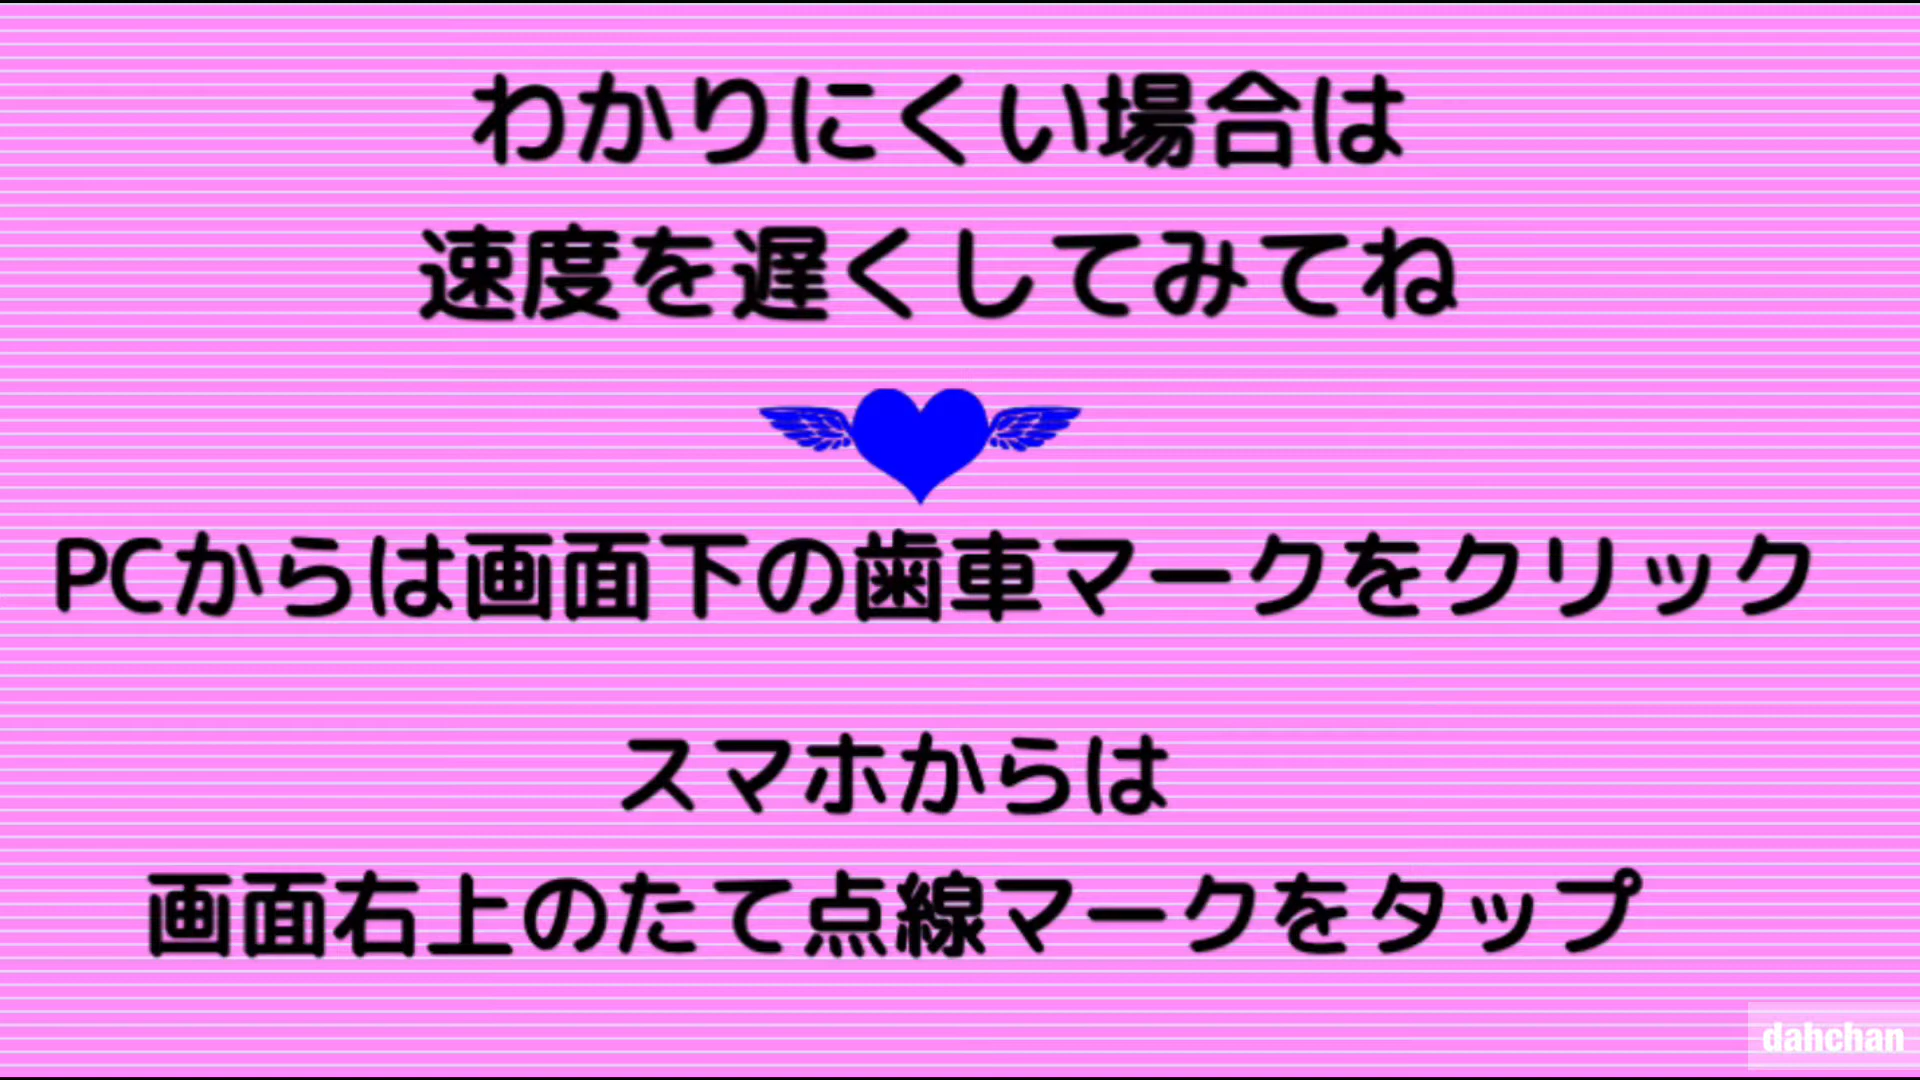 わかりにくい場合は
速度を遅くしてみてね
PCからは画面下の歯車マークをクリック
スマホからは
画面右上のたて点線マークをタップ
dahchan